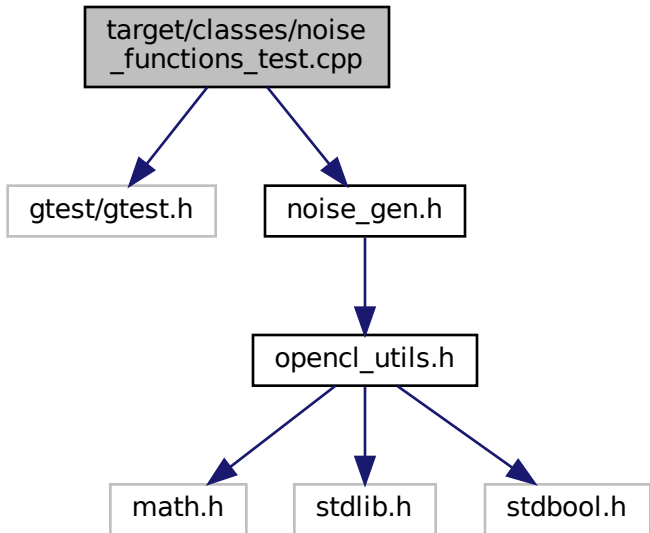 target/classes/noise
_functions_test.cpp
gtest/gtest.h
noise_gen.h
opencl_utils.h
math.h
stdlib.h
stdbool.h